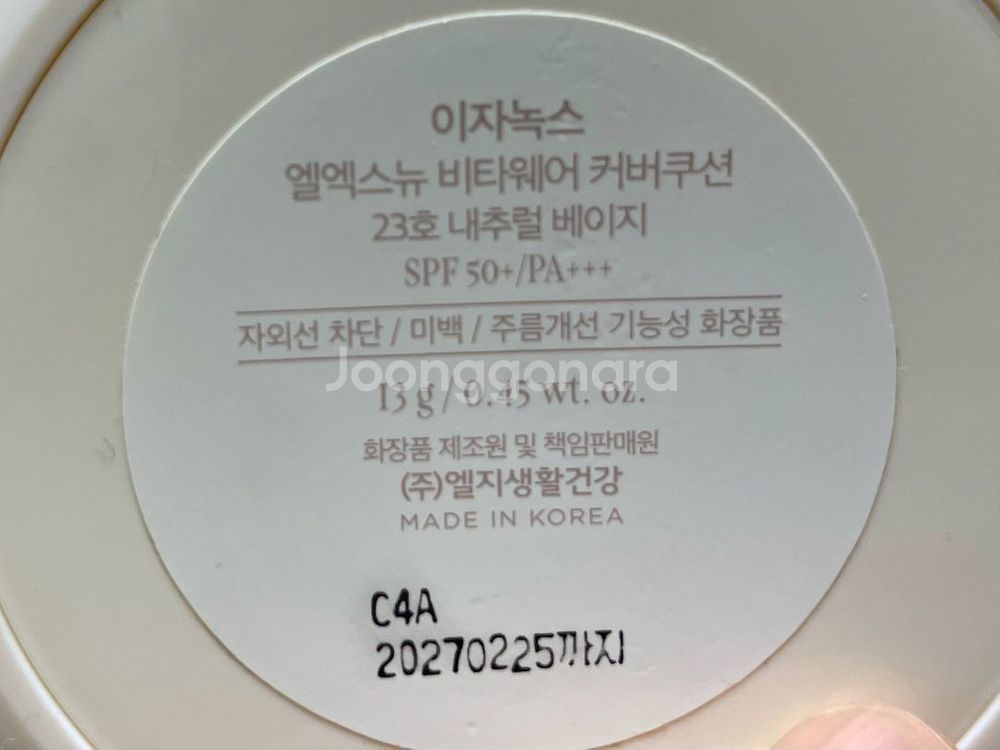 이자녹스
엘엑스뉴 비타웨어 커버쿠션
23호 내추럴 베이지
SPF 50+/PA+++
자외선 차단 / 미백 / 주름개선 기능성 화장품
Joonggonara
13 g / 0.45 wt. oz.
화장품 제조원 및 책임판매원
(주)엘지생활건강
MADE IN KOREA
C4A
20270225까지